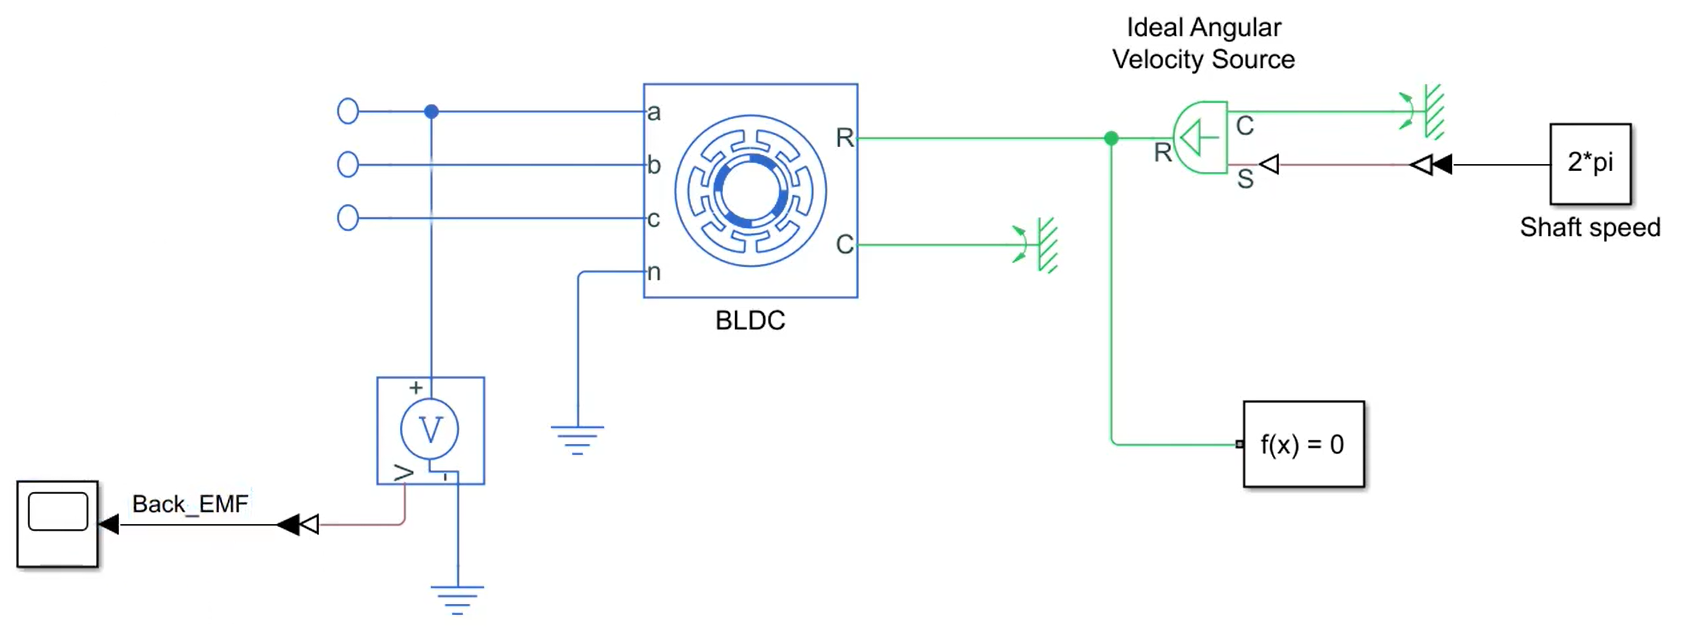 Ideal Angular
Velocity Source
a
b
c
n
R
C
BLDC
R
C
S
2*pi
Shaft speed
+
V
V
-
Back_EMF
f(x) = 0